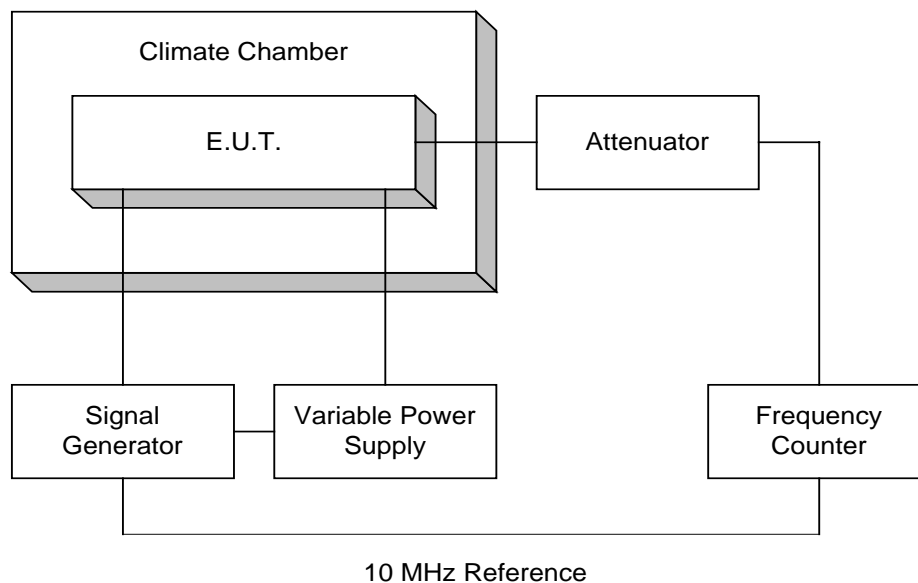 Climate Chamber
E.U.T.
Attenuator
Signal
Generator
Variable Power
Supply
Frequency
Counter
10 MHz Reference